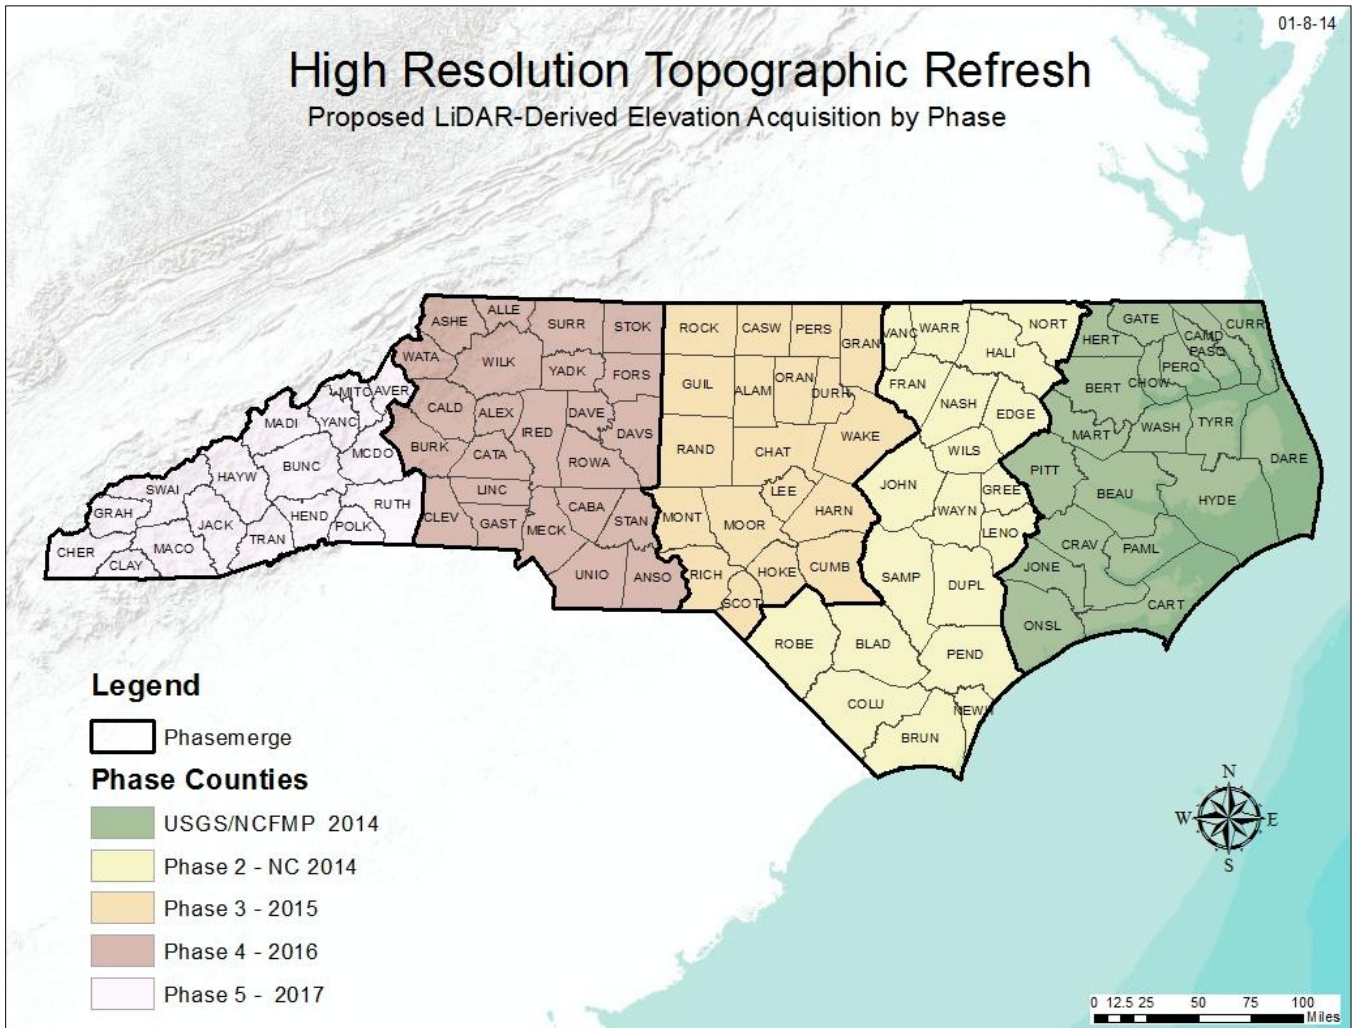 01-8-14
High Resolution Topographic Refresh
Proposed LiDAR-Derived Elevation Acquisition by Phase
ASHE
ALLE
SURR
STOK
ROCK
CASW
PERS
GRAN
VANC
WARR
NORT
HALI
HERT
GATE
CAMD
CURR
PASQ
PERQ
CHOW
BERT
WATA
WILK
YADK
FORS
GUIL
ALAM
ORAN
DURH
FRAN
NASH
EDGE
MITC
AVER
CALD
ALEX
IRED
DAVE
DAVS
RAND
CHAT
WAKE
WILS
MART
WASH
TYRR
DARE
MADI
YANC
MCDO
BURK
CATA
ROWA
PITT
BEAU
HYDE
HAYW
BUNC
SWAI
GRAH
JACK
HEND
RUTH
POLK
TRAN
CHER
CLAY
MACO
CLEV
LINC
GAST
MECK
CABA
STAN
UNIO
ANSO
MONT
MOOR
LEE
HARN
RICH
HOKE
CUMB
SCOT
JOHN
WAYN
GREE
LENO
SAMP
DUPL
CRAV
PAML
JONE
CART
ONSL
ROBE
BLAD
PEND
COLU
NEWH
BRUN
Legend
Phasemerge
Phase Counties
USGS/NCFMP 2014
Phase 2 - NC 2014
Phase 3 - 2015
Phase 4 - 2016
Phase 5 - 2017
N
W E
S
0 12.5 25 50 75 100
Miles